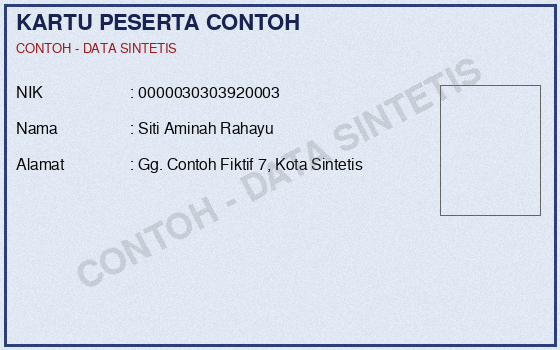 KARTU PESERTA CONTOH
CONTOH - DATA SINTETIS
NIK : 0000030303920003
Nama : Siti Aminah Rahayu
Alamat : Gg. Contoh Fiktif 7, Kota Sintetis
CONTOH - DATA SINTETIS